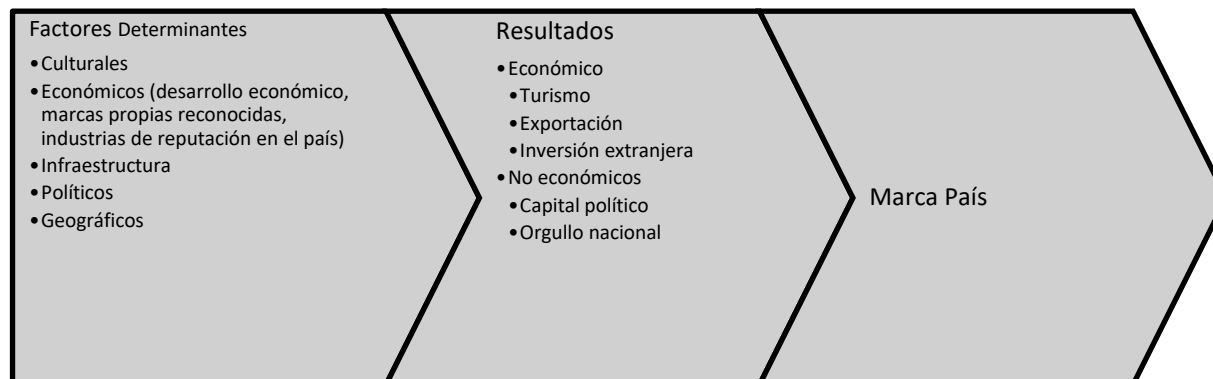 Factores Determinantes
•Culturales
•Económicos (desarrollo económico,
marcas propias reconocidas,
industrias de reputación en el país)
•Infraestructura
•Políticos
•Geográficos
Resultados
•Económico
•Turismo
•Exportación
•Inversión extranjera
•No económicos
•Capital político
•Orgullo nacional
Marca País